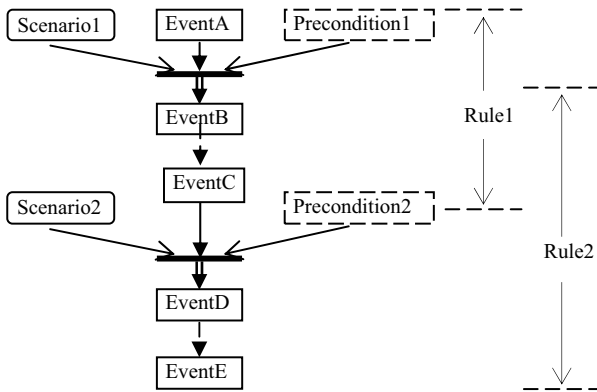 Scenario1
EventA
Precondition1
Rule1
EventB
EventC
Scenario2
Precondition2
Rule2
EventD
EventE